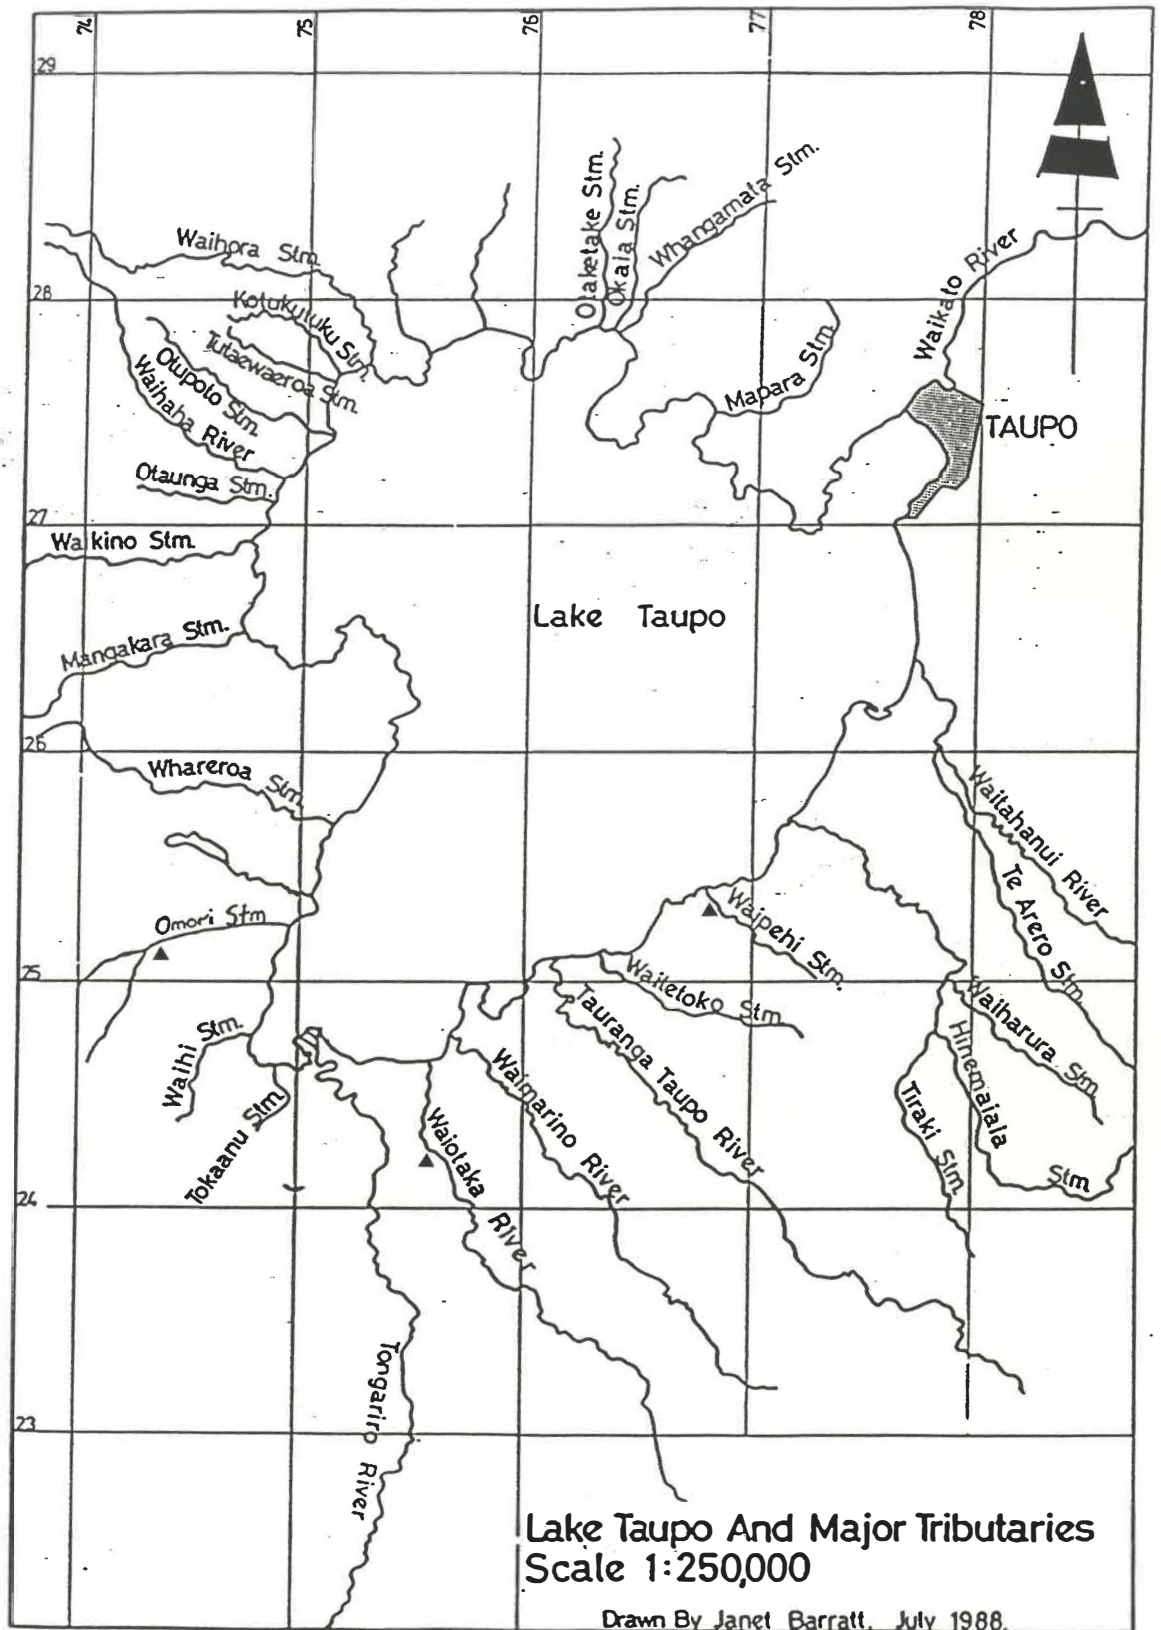 74
75
76
77
78
29
Otaketake Stm.
Okala Stm.
Whangamata Stm.
Waihora Stm.
Waikato River
28
Kotukutuku Stm.
Tutaewaeroa Stm.
Otupoto Stm.
Waihaha River
Mapara Stm.
TAUPO
Otaunga Stm.
27
Waikino Stm.
Lake Taupo
Mangakara Stm.
26
Whareroa Stm.
Waitahanui River
Te Arero Stm.
Waipehi Stm.
Omori Stm
25
Waitetoko Stm
Waiharura Stm.
Tauranga Taupo River
Hinemaiaia Stm.
Waihi Stm.
Waimarino River
Tiraki Stm.
Tokaanu Stm.
Waiotaka River
24
Tongariro River
23
Lake Taupo And Major Tributaries
Scale 1:250,000
Drawn By Janet Barratt, July 1988.